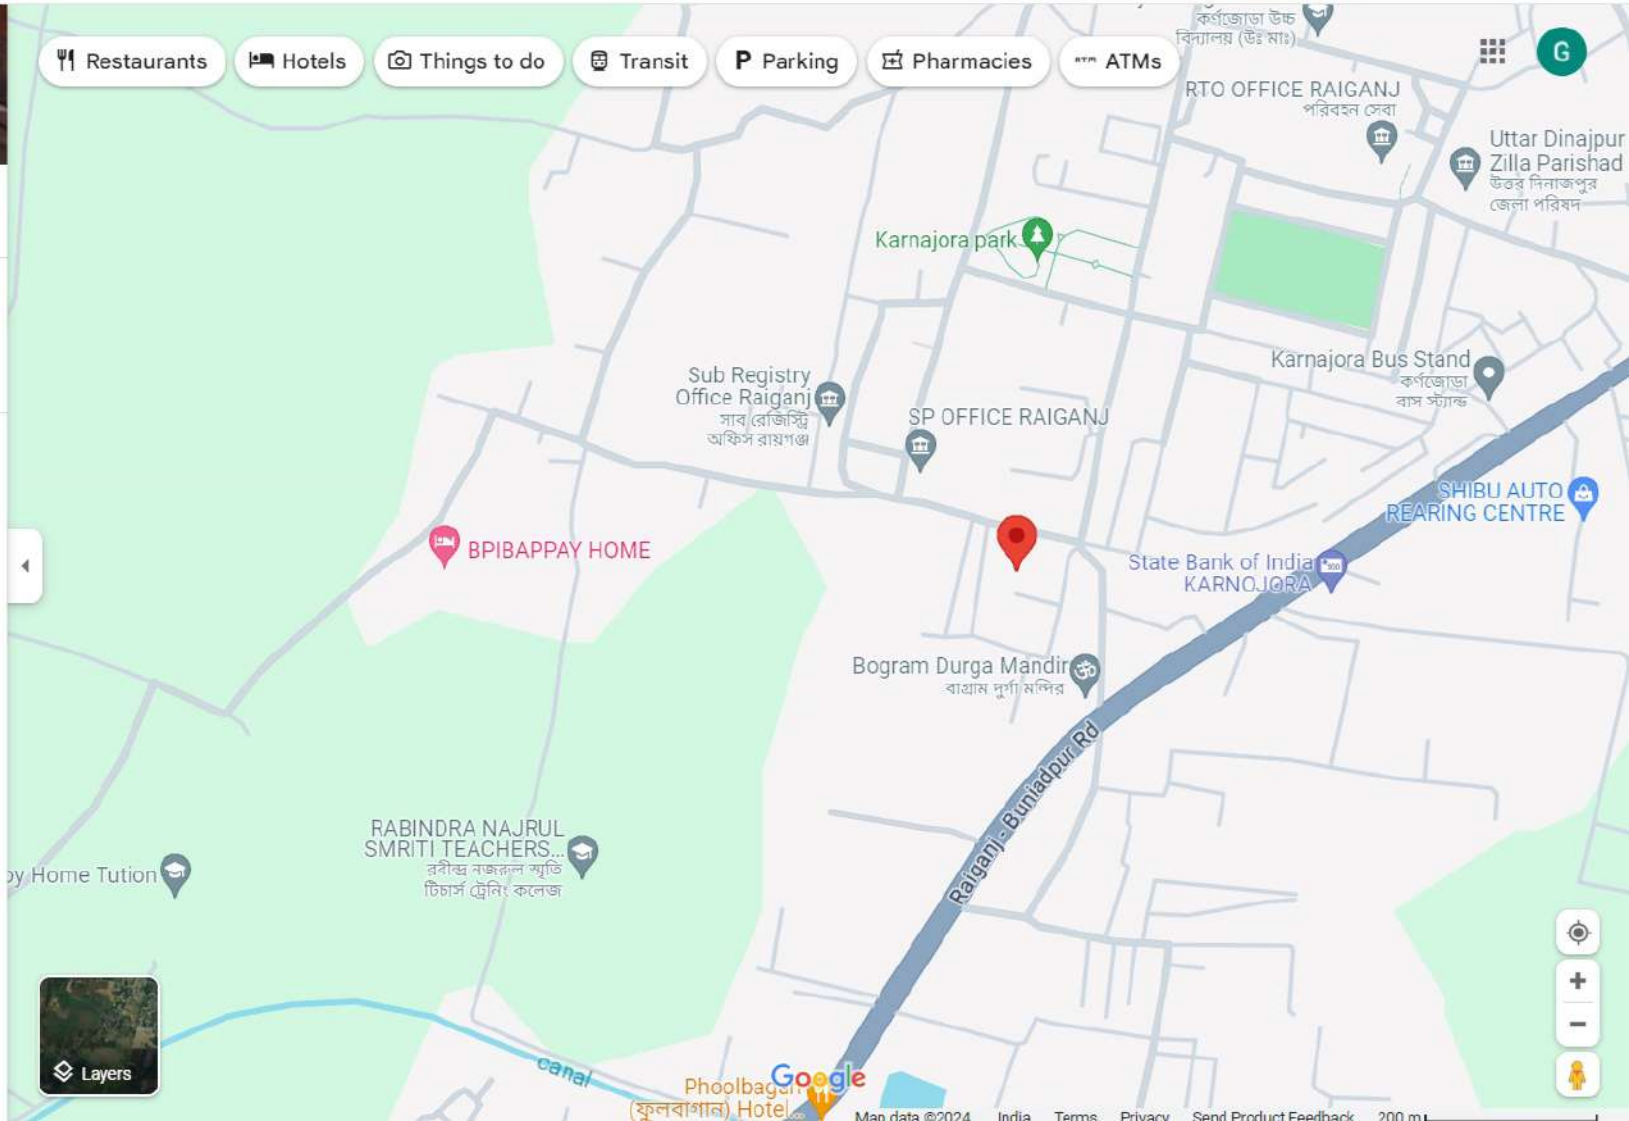 কর্ণজোড়া উচ্চ
বিদ্যালয় (উঃ মাঃ)
Restaurants
Hotels
Things to do
Transit
P Parking
Pharmacies
ATM ATMs
G
RTO OFFICE RAIGANJ
পরিবহন সেবা
Uttar Dinajpur
Zilla Parishad
উত্তর দিনাজপুর
জেলা পরিষদ
Karnajora park
Karnajora Bus Stand
কর্ণজোড়া
বাস স্ট্যান্ড
Sub Registry
Office Raiganj
সাব রেজিস্ট্রি
অফিস রায়গঞ্জ
SP OFFICE RAIGANJ
SHIBU AUTO
REARING CENTRE
BPIBAPPAY HOME
State Bank of India
KARNOJORA
Bogram Durga Mandir
বাগ্রাম দুর্গা মন্দির
Raiganj - Buniadpur Rd
RABINDRA NAJRUL
SMRITI TEACHERS...
রবীন্দ্র নজরুল স্মৃতি
টিচার্স ট্রেনিং কলেজ
oy Home Tution
Layers
canal
Google
Phoolbagan
(ফুলবাগান) Hotel...
Map data ©2024 India Terms Privacy Send Product Feedback 200 m